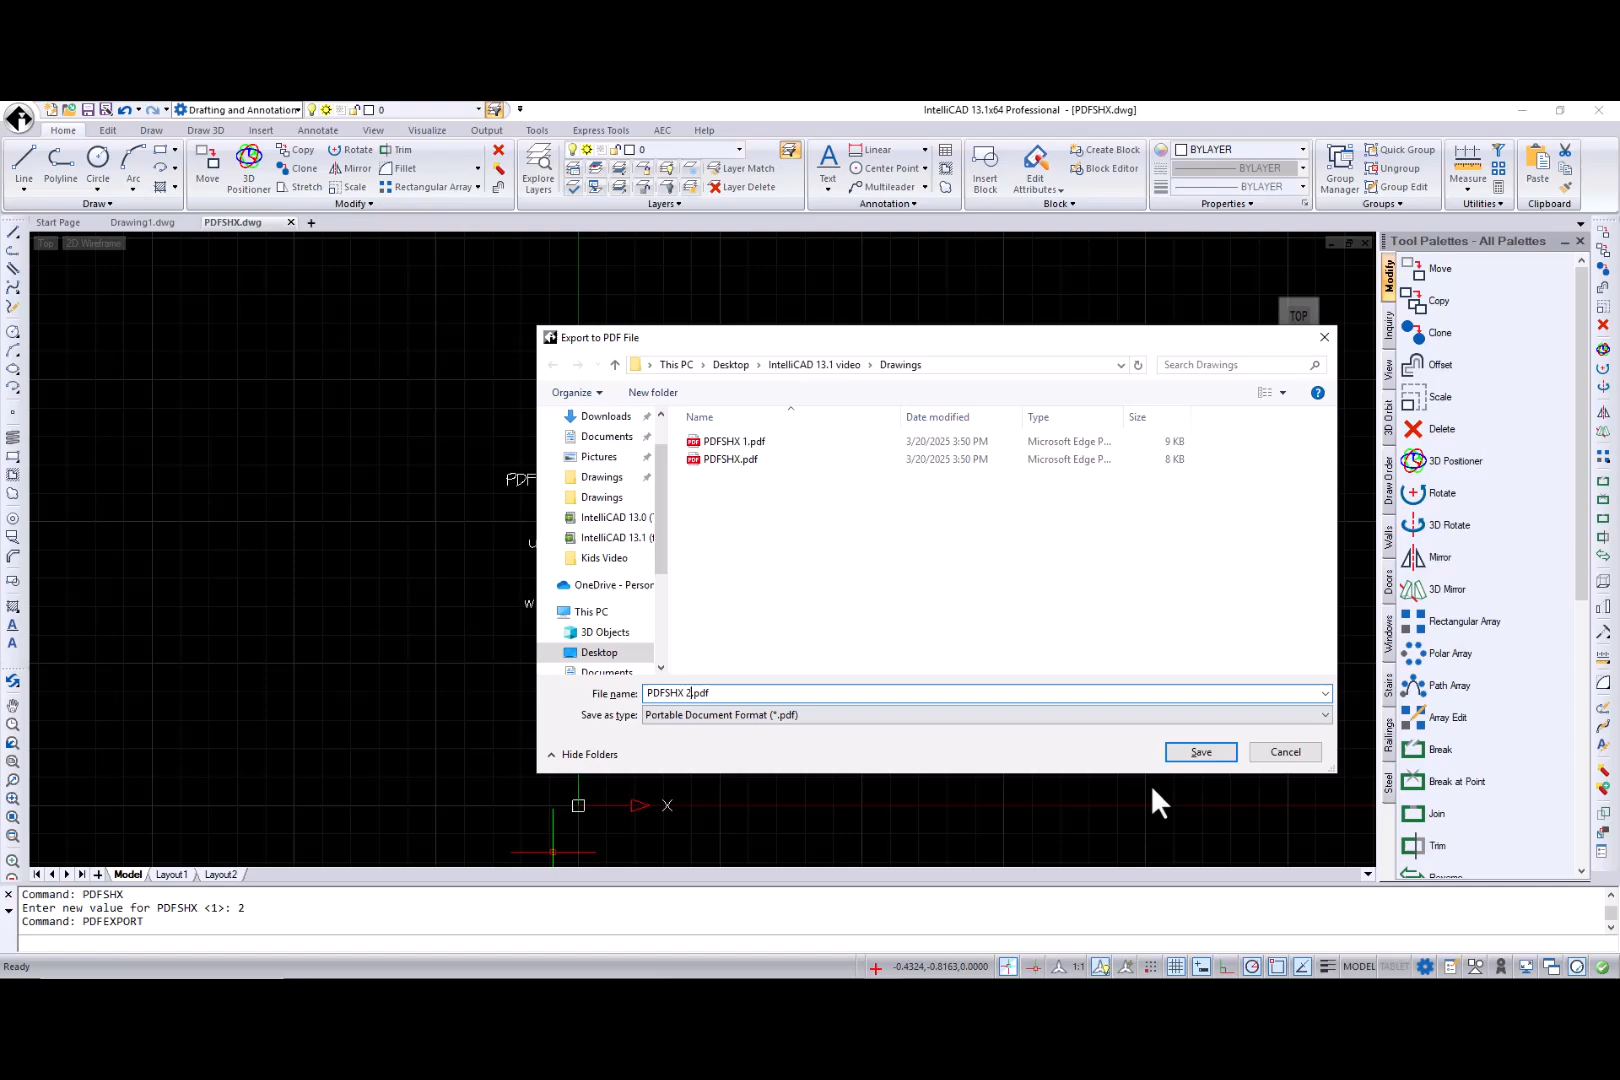 Drafting and Annotation
0
IntelliCAD 13.1x64 Professional - [PDFSHX.dwg]
Home Edit Draw Draw 3D Insert Annotate View Visualize Output Tools Express Tools AEC Help
Line Polyline Circle Arc
Draw
Move 3D Positioner
Copy Rotate Trim
Clone Mirror Fillet
Stretch Scale Rectangular Array
Modify
Explore Layers
0
Layer Match
Layer Delete
Layers
Text
Linear
Center Point
Multileader
Annotation
Insert Block
Edit Attributes
Create Block
Block Editor
Block
BYLAYER
BYLAYER
BYLAYER
Properties
Group Manager
Quick Group
Ungroup
Group Edit
Groups
Measure
Utilities
Paste
Clipboard
Start Page Drawing1.dwg PDFSHX.dwg
Top 2D Wireframe
TOP
PDF
W
X
Export to PDF File
This PC > Desktop > IntelliCAD 13.1 video > Drawings
Search Drawings
Organize New folder
Downloads
Documents
Pictures
Drawings
Drawings
IntelliCAD 13.0 (
IntelliCAD 13.1 (
Kids Video
OneDrive - Person
This PC
3D Objects
Desktop
Documents
Name Date modified Type Size
PDFSHX 1.pdf 3/20/2025 3:50 PM Microsoft Edge P... 9 KB
PDFSHX.pdf 3/20/2025 3:50 PM Microsoft Edge P... 8 KB
File name: PDFSHX 2.pdf
Save as type: Portable Document Format (*.pdf)
Hide Folders
Save Cancel
Tool Palettes - All Palettes
Modify
Inquiry
View
3D Orbit
Draw Order
Walls
Doors
Windows
Stairs
Railings
Steel
Move
Copy
Clone
Offset
Scale
Delete
3D Positioner
Rotate
3D Rotate
Mirror
3D Mirror
Rectangular Array
Polar Array
Path Array
Array Edit
Break
Break at Point
Join
Trim
Model Layout1 Layout2
Command: PDFSHX
Enter new value for PDFSHX <1>: 2
Command: PDFEXPORT
Ready
-0.4324,-0.8163,0.0000
1:1
MODEL TABLET